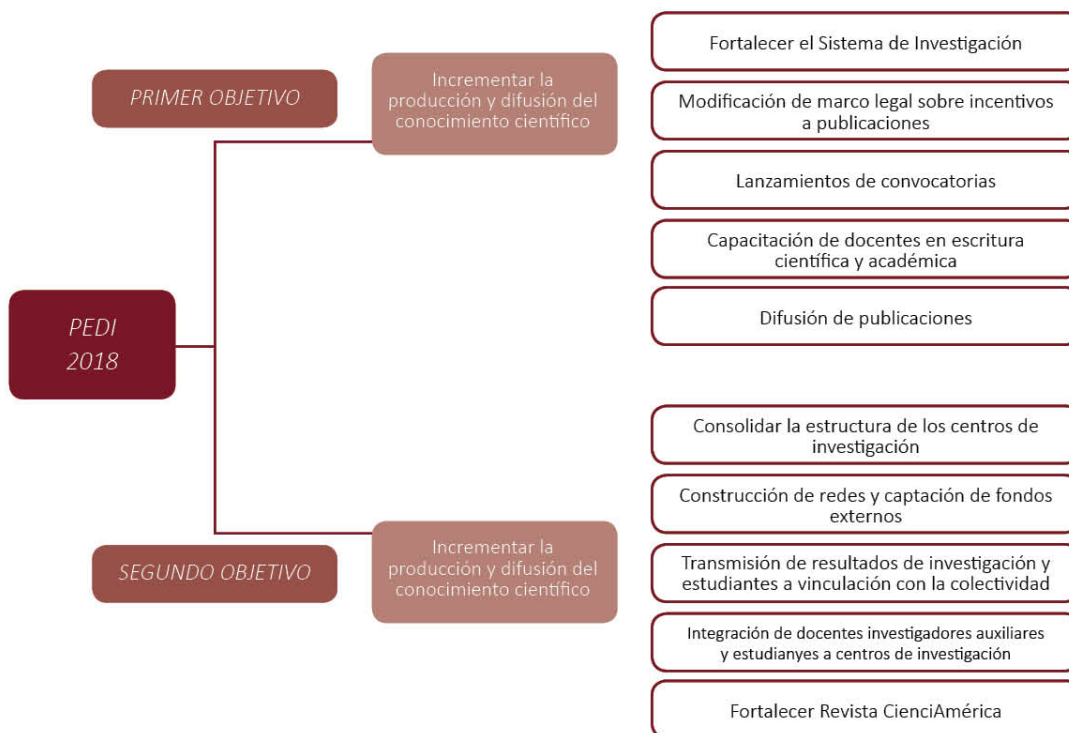 PEDI
2018
PRIMER OBJETIVO
Incrementar la
producción y difusión del
conocimiento científico
Fortalecer el Sistema de Investigación
Modificación de marco legal sobre incentivos
a publicaciones
Lanzamientos de convocatorias
Capacitación de docentes en escritura
científica y académica
Difusión de publicaciones
SEGUNDO OBJETIVO
Incrementar la
producción y difusión del
conocimiento científico
Consolidar la estructura de los centros de
investigación
Construcción de redes y captación de fondos
externos
Transmisión de resultados de investigación y
estudiantes a vinculación con la colectividad
Integración de docentes investigadores auxiliares
y estudianyes a centros de investigación
Fortalecer Revista CienciAmérica